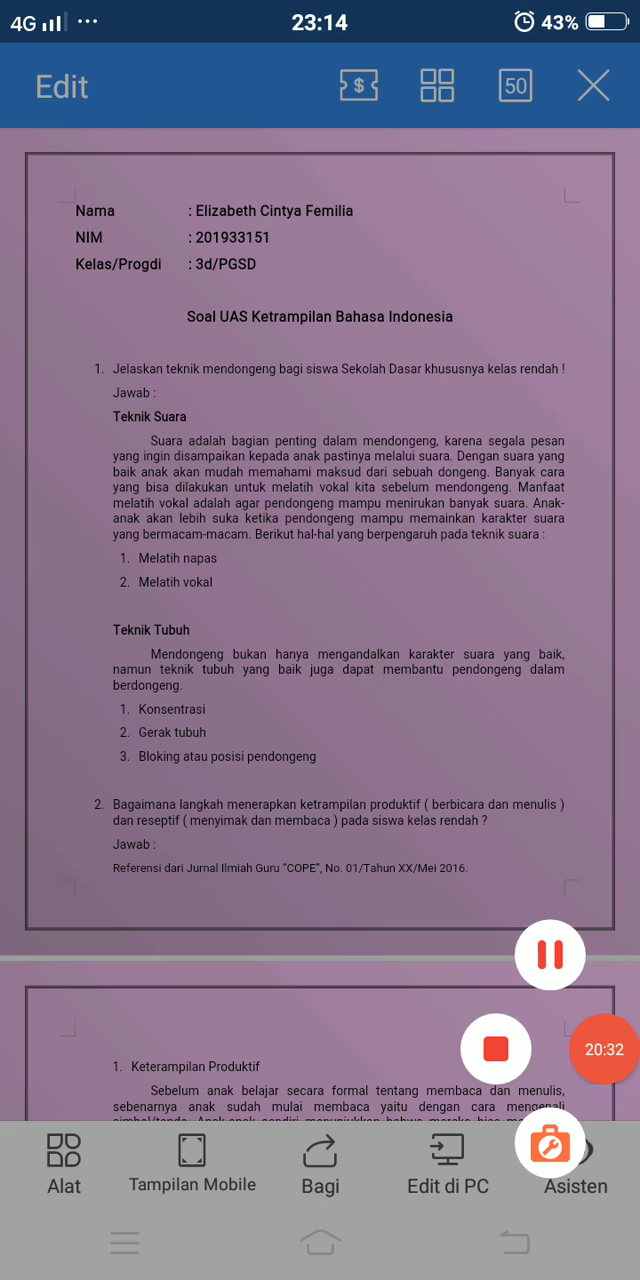 4G 23:14 43%
Edit $ 50
Nama : Elizabeth Cintya Femilia
NIM : 201933151
Kelas/Progdi : 3d/PGSD
Soal UAS Ketrampilan Bahasa Indonesia
1. Jelaskan teknik mendongeng bagi siswa Sekolah Dasar khususnya kelas rendah !
Jawab :
Teknik Suara
Suara adalah bagian penting dalam mendongeng, karena segala pesan
yang ingin disampaikan kepada anak pastinya melalui suara. Dengan suara yang
baik anak akan mudah memahami maksud dari sebuah dongeng. Banyak cara
yang bisa dilakukan untuk melatih vokal kita sebelum mendongeng. Manfaat
melatih vokal adalah agar pendongeng mampu menirukan banyak suara. Anak-
anak akan lebih suka ketika pendongeng mampu memainkan karakter suara
yang bermacam-macam. Berikut hal-hal yang berpengaruh pada teknik suara :
1. Melatih napas
2. Melatih vokal
Teknik Tubuh
Mendongeng bukan hanya mengandalkan karakter suara yang baik,
namun teknik tubuh yang baik juga dapat membantu pendongeng dalam
berdongeng.
1. Konsentrasi
2. Gerak tubuh
3. Bloking atau posisi pendongeng
2. Bagaimana langkah menerapkan ketrampilan produktif ( berbicara dan menulis )
dan reseptif ( menyimak dan membaca ) pada siswa kelas rendah ?
Jawab :
Referensi dari Jurnal Ilmiah Guru "COPE", No. 01/Tahun XX/Mei 2016.
1. Keterampilan Produktif
Sebelum anak belajar secara formal tentang membaca dan menulis,
sebenarnya anak sudah mulai membaca yaitu dengan cara mengenali
20:32
Alat Tampilan Mobile Bagi Edit di PC Asisten